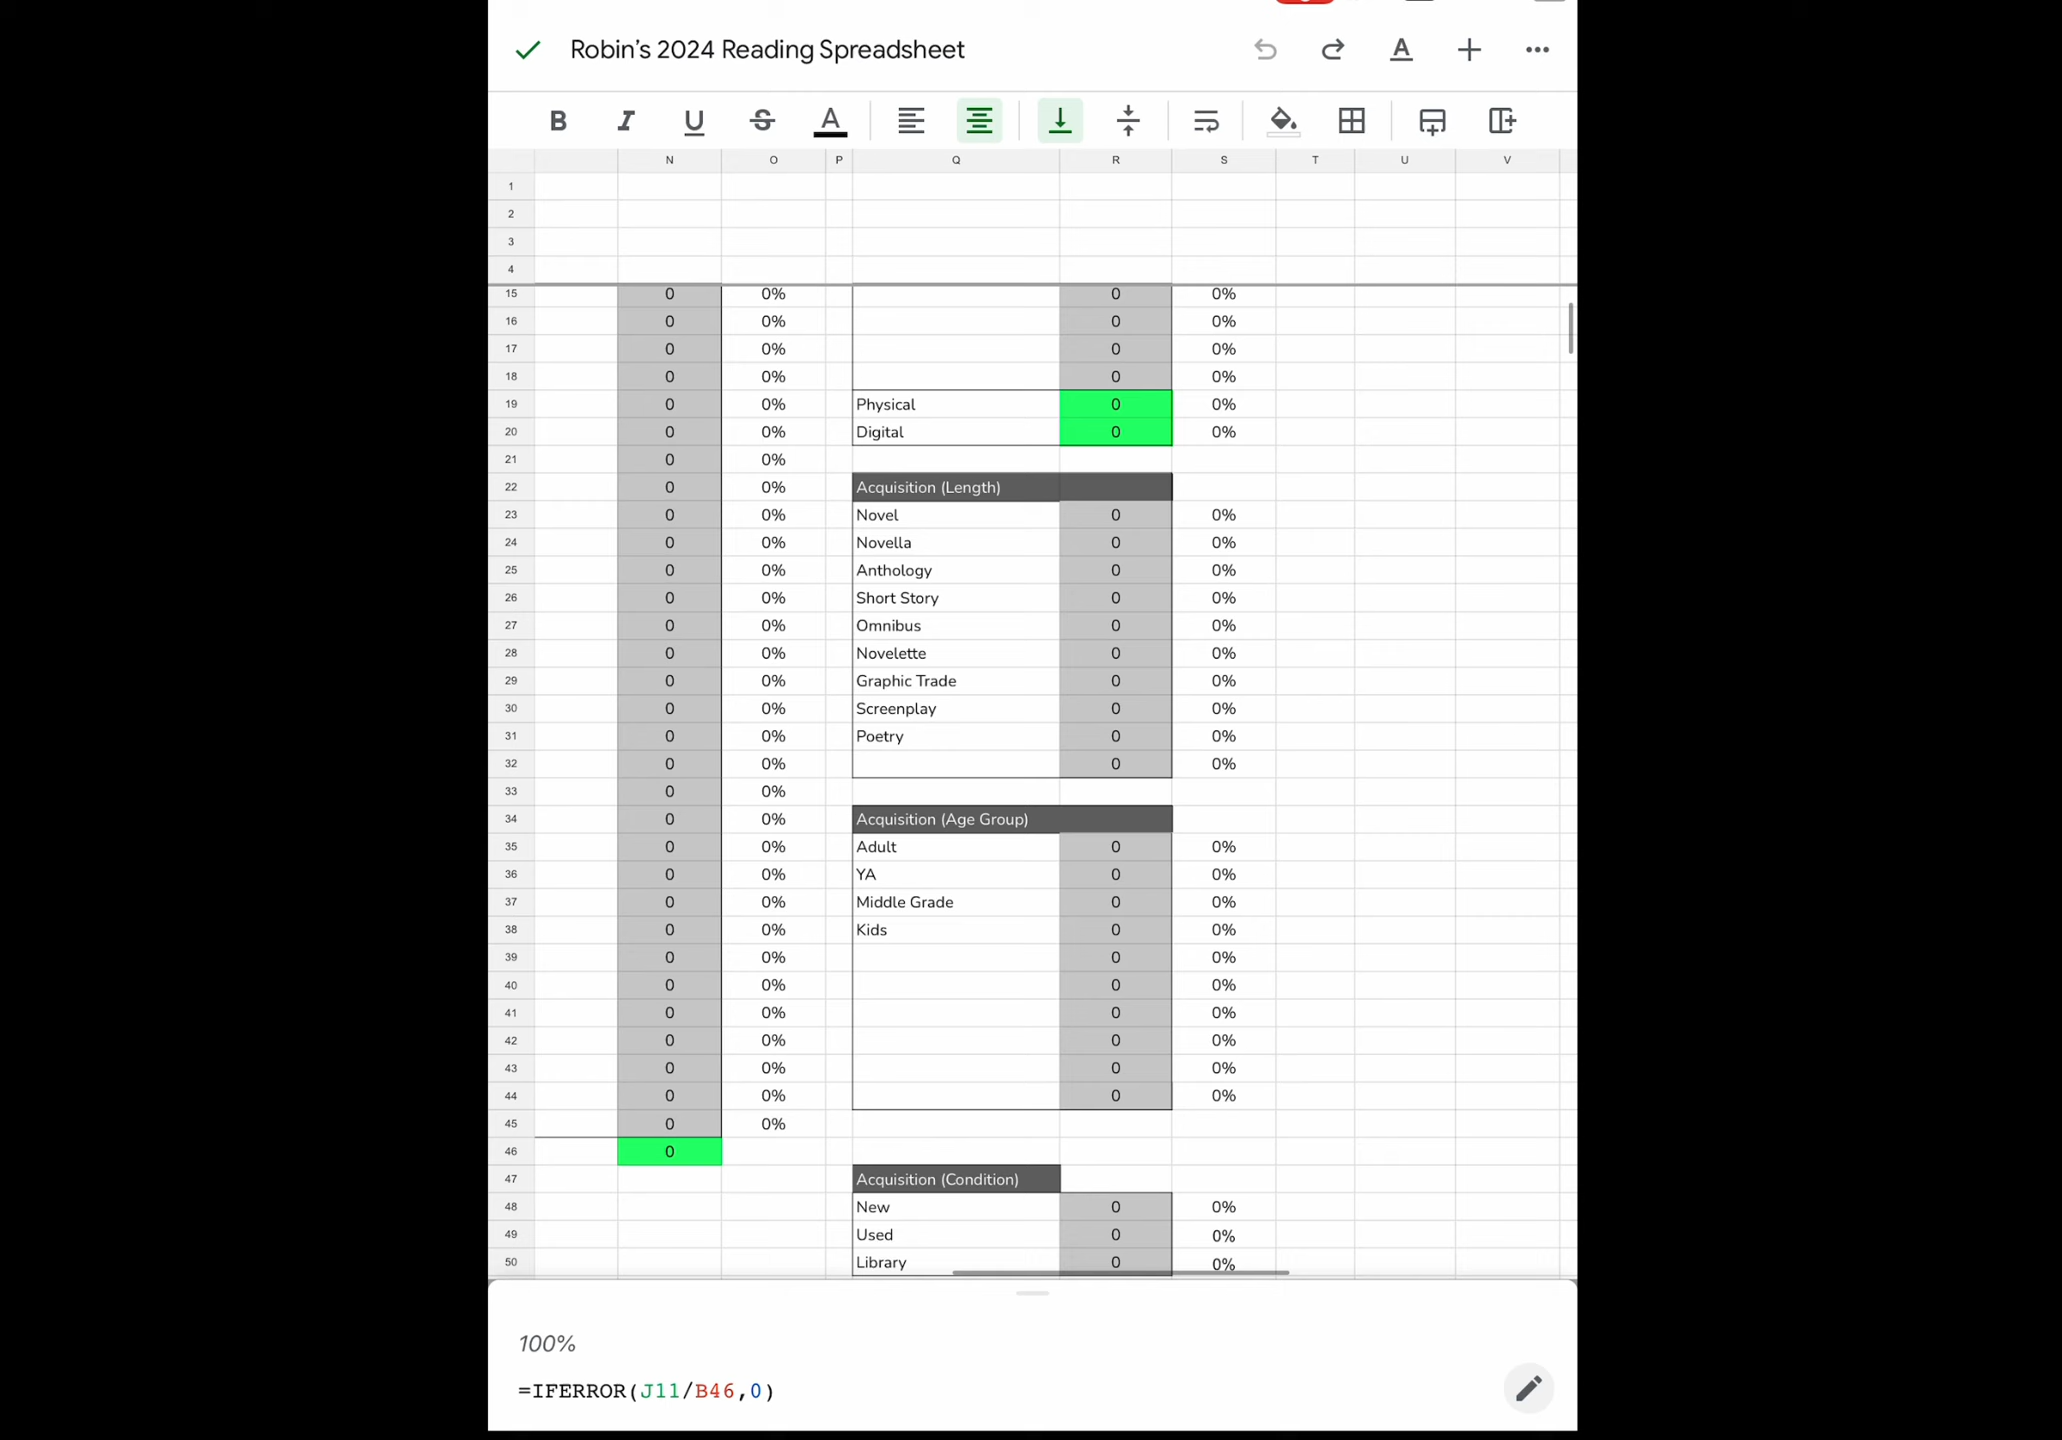 Robin's 2024 Reading Spreadsheet
B I U S A
N O P Q R S T U V
1
2
3
4
15 0 0% 0 0%
16 0 0% 0 0%
17 0 0% 0 0%
18 0 0% 0 0%
19 0 0% Physical 0 0%
20 0 0% Digital 0 0%
21 0 0%
22 0 0% Acquisition (Length)
23 0 0% Novel 0 0%
24 0 0% Novella 0 0%
25 0 0% Anthology 0 0%
26 0 0% Short Story 0 0%
27 0 0% Omnibus 0 0%
28 0 0% Novelette 0 0%
29 0 0% Graphic Trade 0 0%
30 0 0% Screenplay 0 0%
31 0 0% Poetry 0 0%
32 0 0% 0 0%
33 0 0%
34 0 0% Acquisition (Age Group)
35 0 0% Adult 0 0%
36 0 0% YA 0 0%
37 0 0% Middle Grade 0 0%
38 0 0% Kids 0 0%
39 0 0% 0 0%
40 0 0% 0 0%
41 0 0% 0 0%
42 0 0% 0 0%
43 0 0% 0 0%
44 0 0% 0 0%
45 0 0%
46 0
47 Acquisition (Condition)
48 New 0 0%
49 Used 0 0%
50 Library 0 0%
100%
=IFERROR(J11/B46,0)